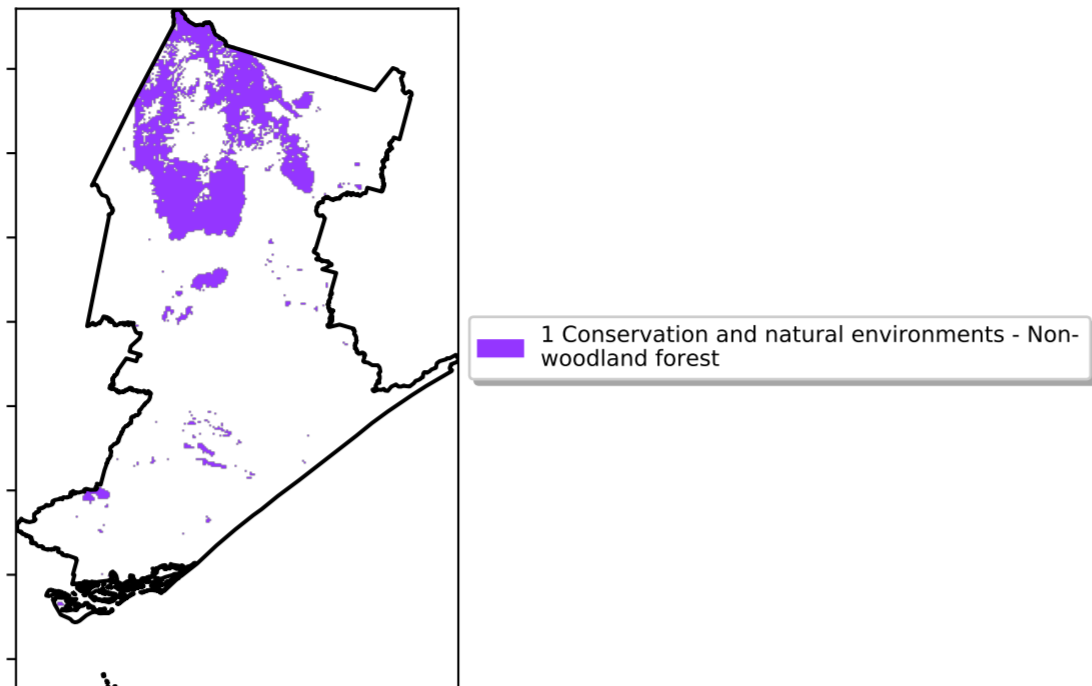 1 Conservation and natural environments - Non-
woodland forest